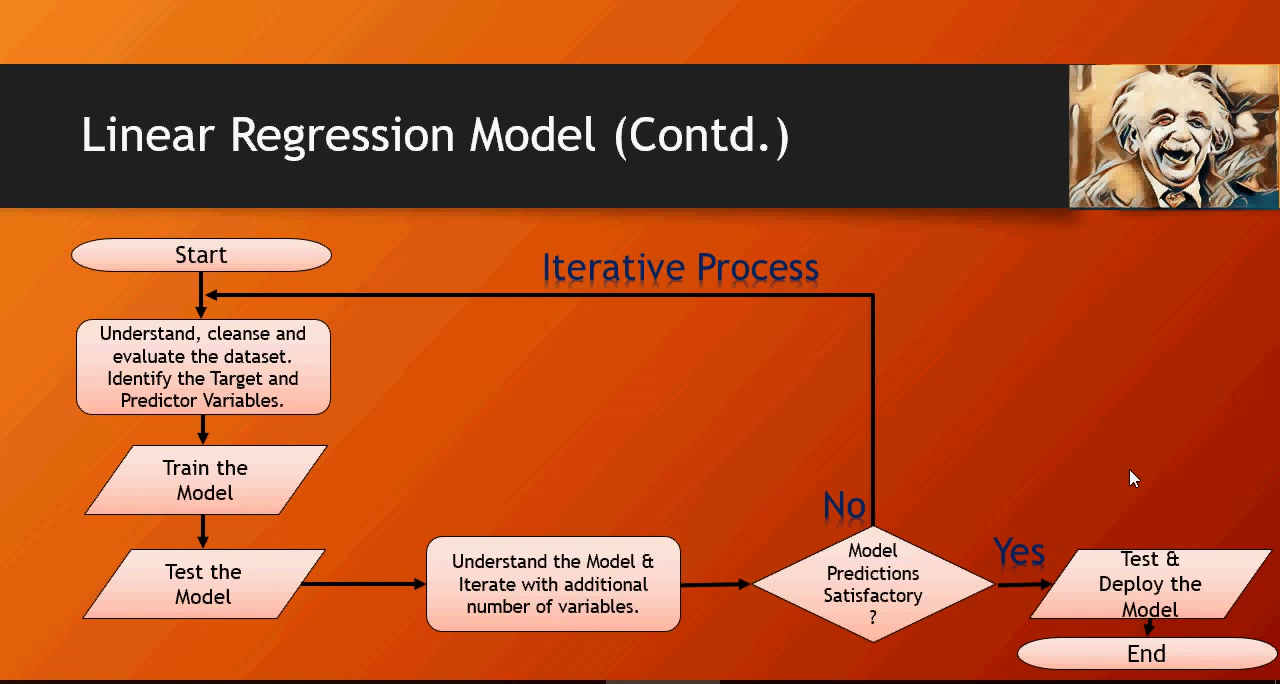 Linear Regression Model (Contd.)
Start
Iterative Process
Understand, cleanse and
evaluate the dataset.
Identify the Target and
Predictor Variables.
Train the
Model
Test the
Model
Understand the Model &
Iterate with additional
number of variables.
No
Model
Predictions
Satisfactory
?
Yes
Test &
Deploy the
Model
End